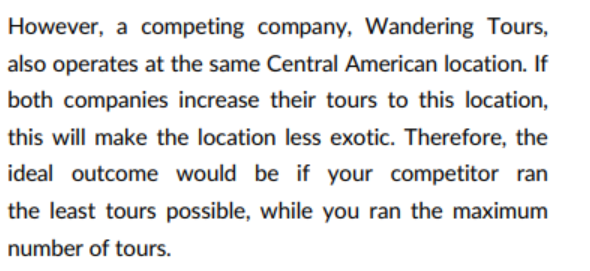 However, a competing company, Wandering Tours,
also operates at the same Central American location. If
both companies increase their tours to this location,
this will make the location less exotic. Therefore, the
ideal outcome would be if your competitor ran
the least tours possible, while you ran the maximum
number of tours.